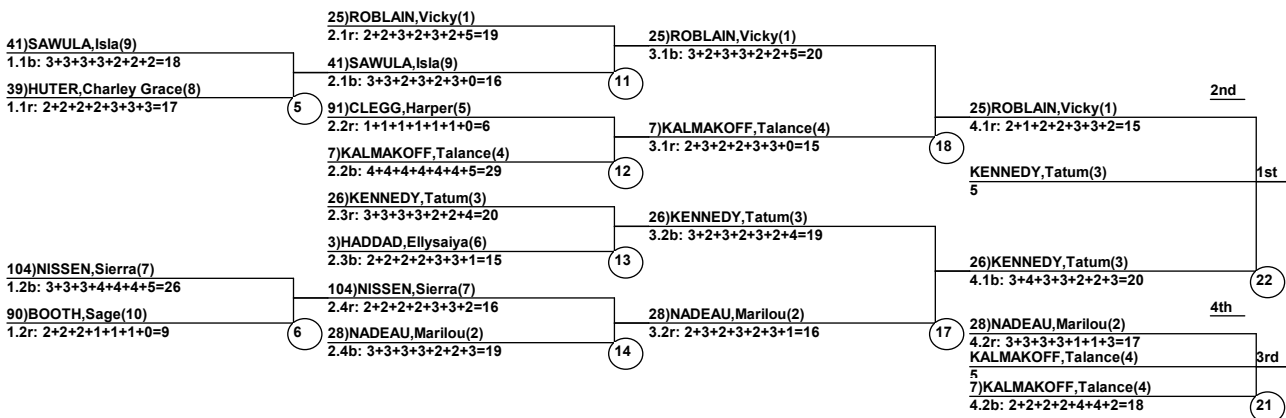 41)SAWULA,Isla(9)
1.1b: 3+3+3+3+2+2+2=18
39)HUTER,Charley Grace(8)
1.1r: 2+2+2+2+3+3+3=17
5
104)NISSEN,Sierra(7)
1.2b: 3+3+3+4+4+4+5=26
90)BOOTH,Sage(10)
1.2r: 2+2+2+1+1+1+0=9
6
25)ROBLAIN,Vicky(1)
2.1r: 2+2+3+2+3+2+5=19
41)SAWULA,Isla(9)
2.1b: 3+3+2+3+2+3+0=16
11
91)CLEGG,Harper(5)
2.2r: 1+1+1+1+1+1+0=6
7)KALMAKOFF,Talance(4)
2.2b: 4+4+4+4+4+4+5=29
12
26)KENNEDY,Tatum(3)
2.3r: 3+3+3+3+2+2+4=20
3)HADDAD,Ellysaiya(6)
2.3b: 2+2+2+2+3+3+1=15
13
104)NISSEN,Sierra(7)
2.4r: 2+2+2+2+3+3+2=16
28)NADEAU,Marilou(2)
2.4b: 3+3+3+3+2+2+3=19
14
25)ROBLAIN,Vicky(1)
3.1b: 3+2+3+3+2+2+5=20
7)KALMAKOFF,Talance(4)
3.1r: 2+3+2+2+3+3+0=15
18
26)KENNEDY,Tatum(3)
3.2b: 3+2+3+2+3+2+4=19
28)NADEAU,Marilou(2)
3.2r: 2+3+2+3+2+3+1=16
17
2nd
25)ROBLAIN,Vicky(1)
4.1r: 2+1+2+2+3+3+2=15
KENNEDY,Tatum(3)
1st
5
26)KENNEDY,Tatum(3)
4.1b: 3+4+3+3+2+2+3=20
22
4th
28)NADEAU,Marilou(2)
4.2r: 3+3+3+3+1+1+3=17
KALMAKOFF,Talance(4)
3rd
5
7)KALMAKOFF,Talance(4)
4.2b: 2+2+2+2+4+4+2=18
21